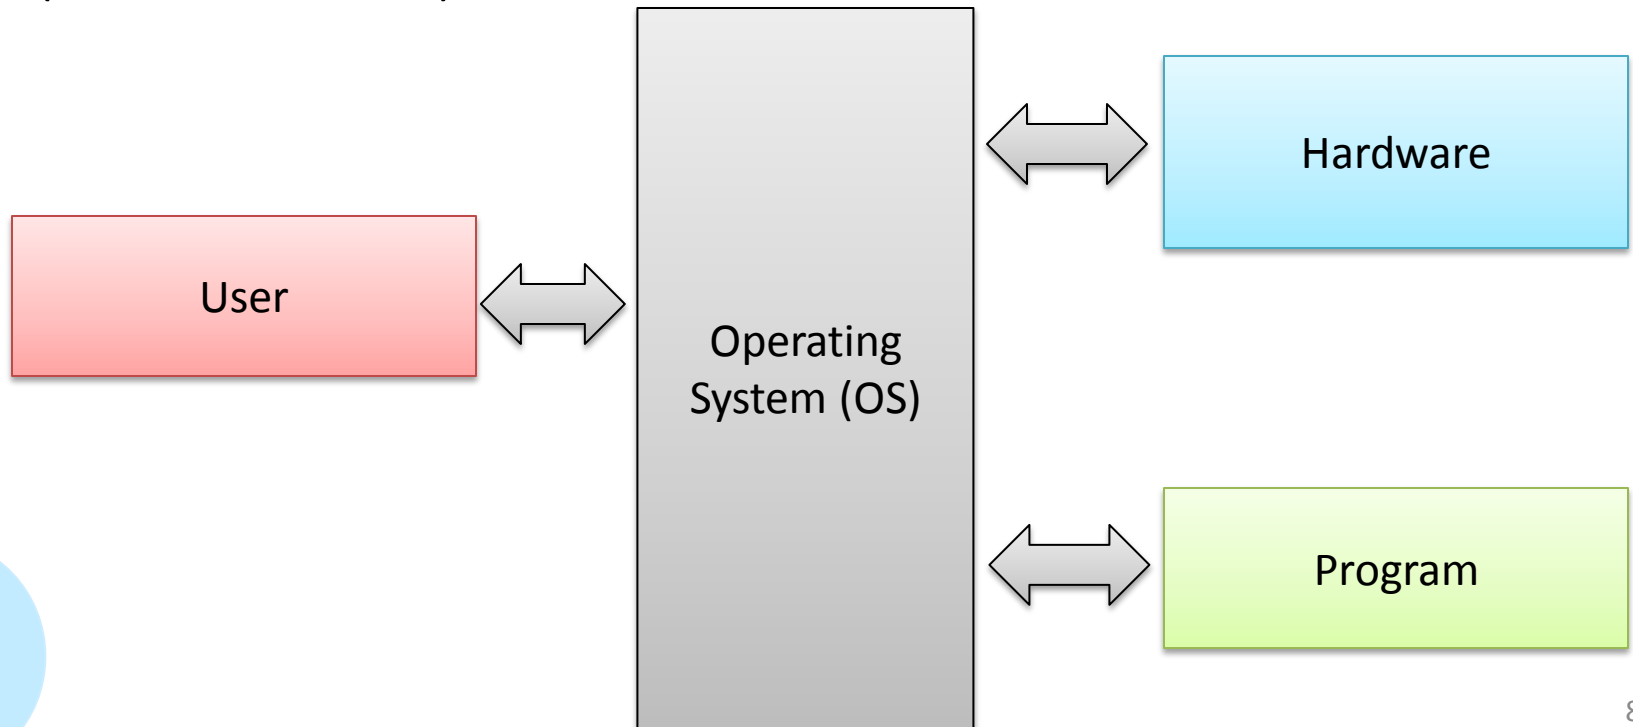 User
Operating
System (OS)
Hardware
Program